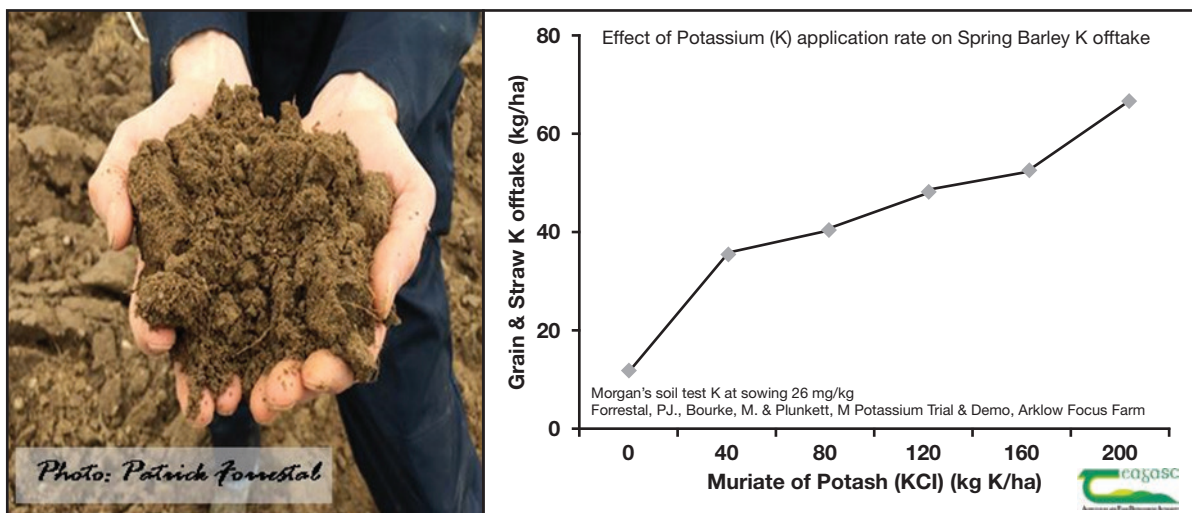 Photo: Patrick Forrestal
Effect of Potassium (K) application rate on Spring Barley K offtake
Grain & Straw K offtake (kg/ha)
80
60
40
20
0
Morgan's soil test K at sowing 26 mg/kg
Forrestal, PJ., Bourke, M. & Plunkett, M Potassium Trial & Demo, Arklow Focus Farm
0 40 80 120 160 200
Muriate of Potash (KCI) (kg K/ha)
eagasc